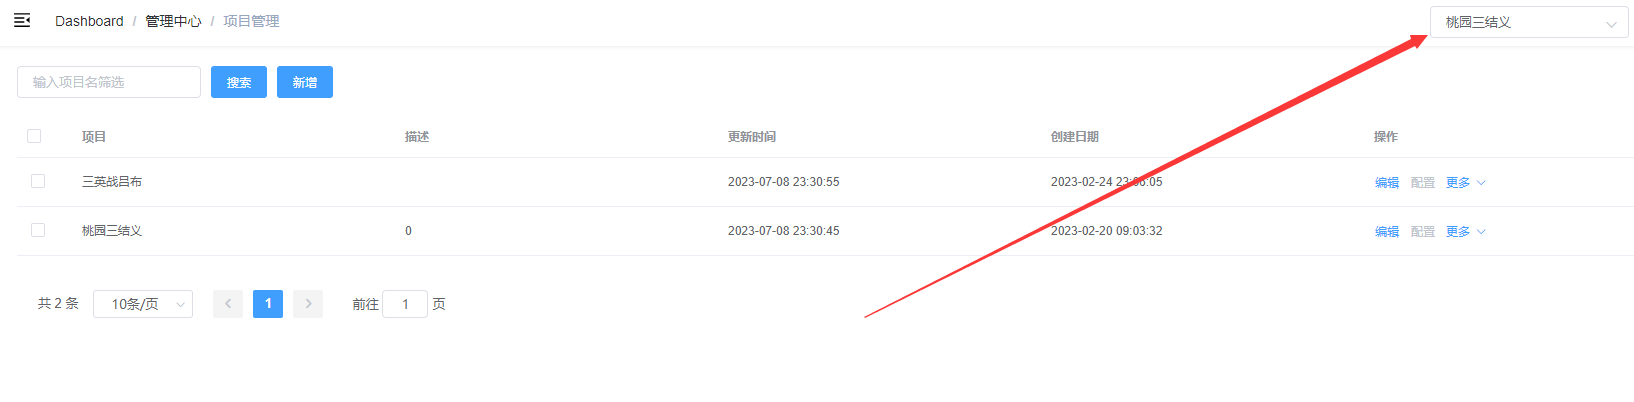 Dashboard / 管理中心 / 项目管理 桃园三结义
输入项目名筛选 搜索 新增
项目 描述 更新时间 创建日期 操作
三英战吕布 2023-07-08 23:30:55 2023-02-24 23:06:05 编辑 配置 更多
桃园三结义 0 2023-07-08 23:30:45 2023-02-20 09:03:32 编辑 配置 更多
共 2 条 10条/页 1 前往 1 页